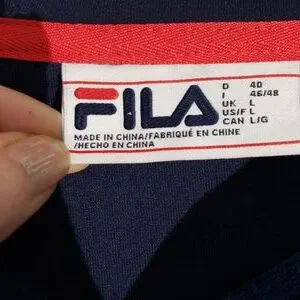 FILA
D 40
I 46/48
UK L
US/F L
CAN L/G
MADE IN CHINA/FABRIQUÉ EN CHINE
/HECHO EN CHINA